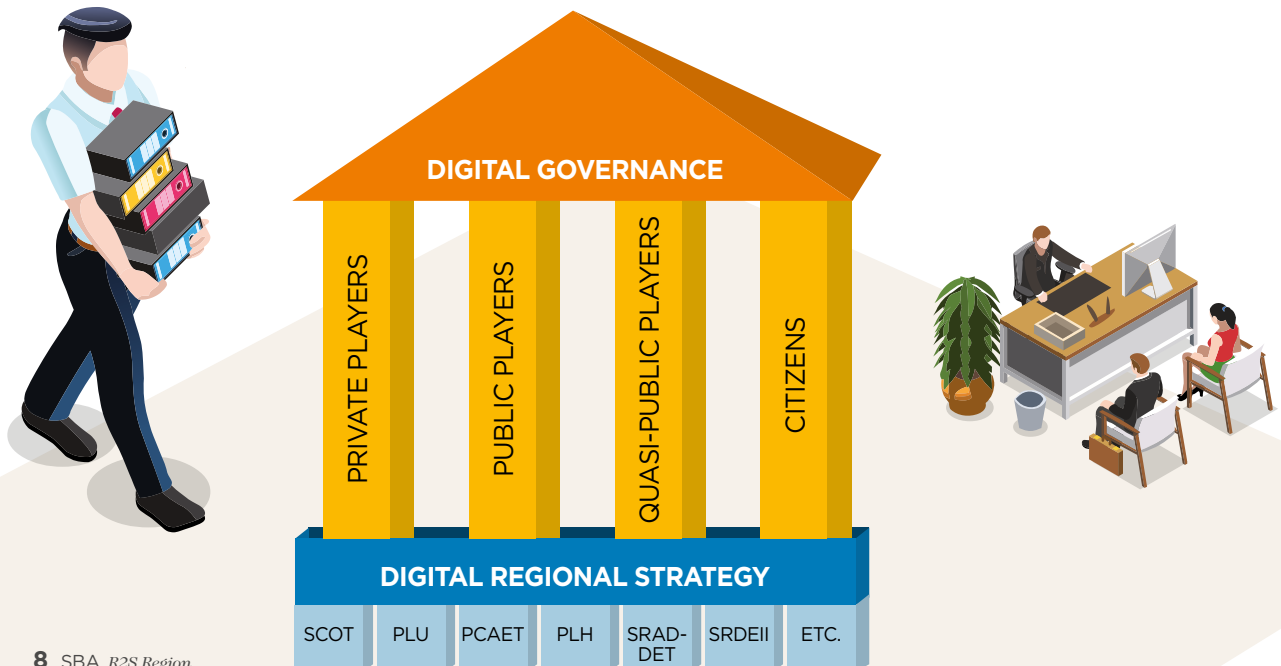 DIGITAL GOVERNANCE
PRIVATE PLAYERS
PUBLIC PLAYERS
QUASI-PUBLIC PLAYERS
CITIZENS
DIGITAL REGIONAL STRATEGY
SCOT
PLU
PCAET
PLH
SRAD-
DET
SRDEII
ETC.
8 SBA R2S Region